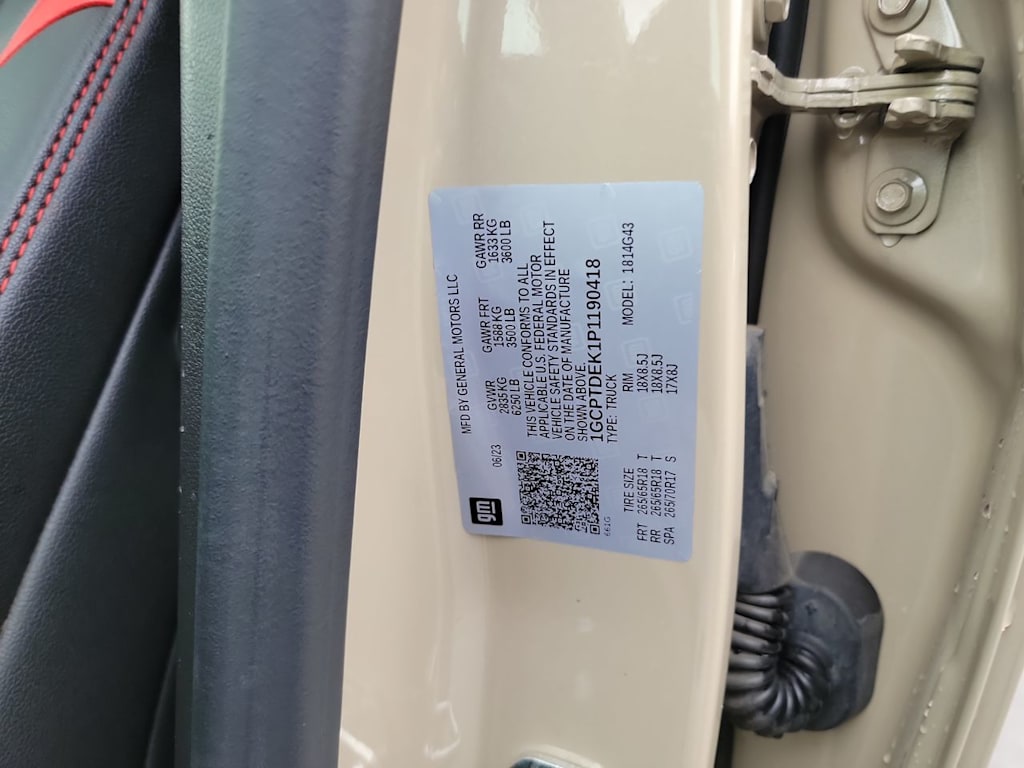 gm
MFD BY GENERAL MOTORS LLC
06/23
GVWR GAWR FRT GAWR RR
2835 KG 1588 KG 1633 KG
6250 LB 3500 LB 3600 LB
THIS VEHICLE CONFORMS TO ALL
APPLICABLE U.S. FEDERAL MOTOR
VEHICLE SAFETY STANDARDS IN EFFECT
ON THE DATE OF MANUFACTURE
SHOWN ABOVE.
1GCPTDEK1P1190418
661G
TYPE: TRUCK MODEL: 1814G43
TIRE SIZE RIM
FRT 265/65R18 T 18X8.5J
RR 265/65R18 T 18X8.5J
SPA 265/70R17 S 17X8J